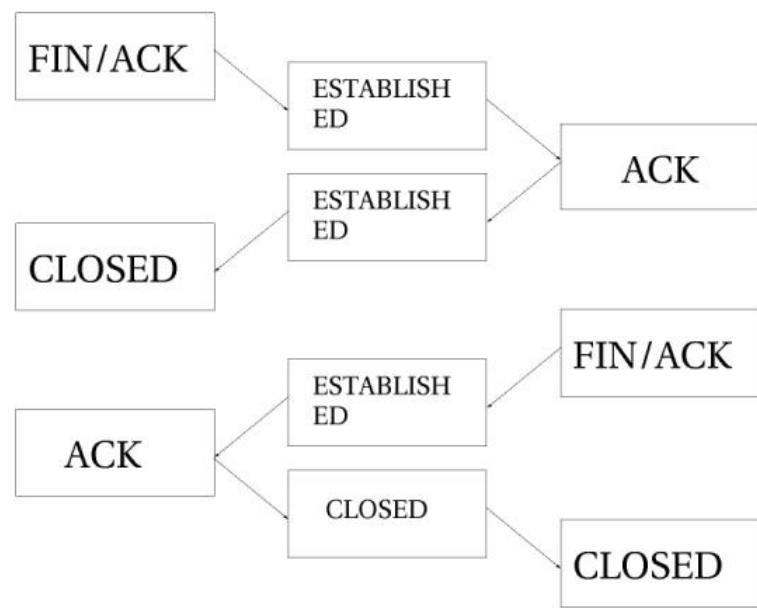 FIN/ACK
ESTABLISH
ED
ACK
ESTABLISH
ED
CLOSED
FIN/ACK
ESTABLISH
ED
ACK
CLOSED
CLOSED